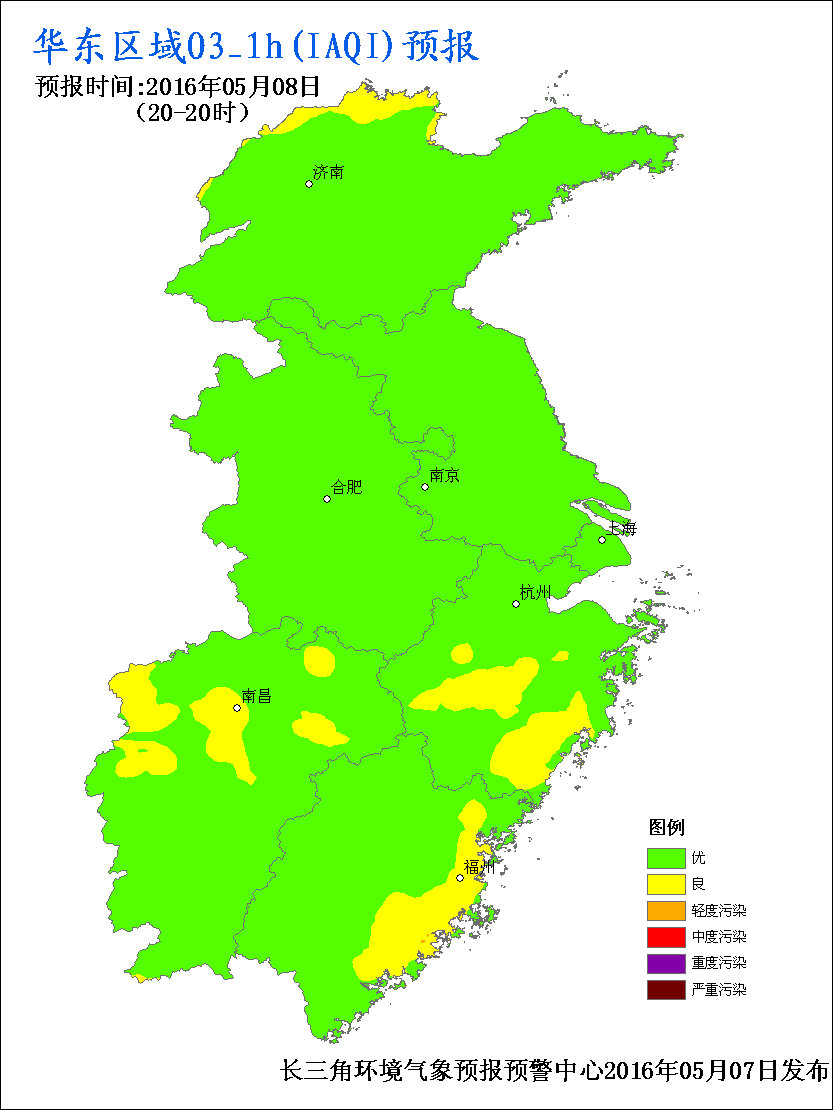 华东区域O3_1h(IAQI)预报
预报时间:2016年05月08日
(20-20时)
济南
南京
合肥
上海
杭州
南昌
福州
图例
优
良
轻度污染
中度污染
重度污染
严重污染
长三角环境气象预报预警中心2016年05月07日发布